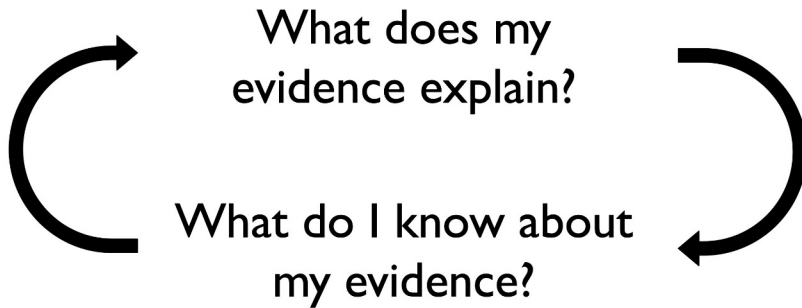 What does my
evidence explain?
What do I know about
my evidence?